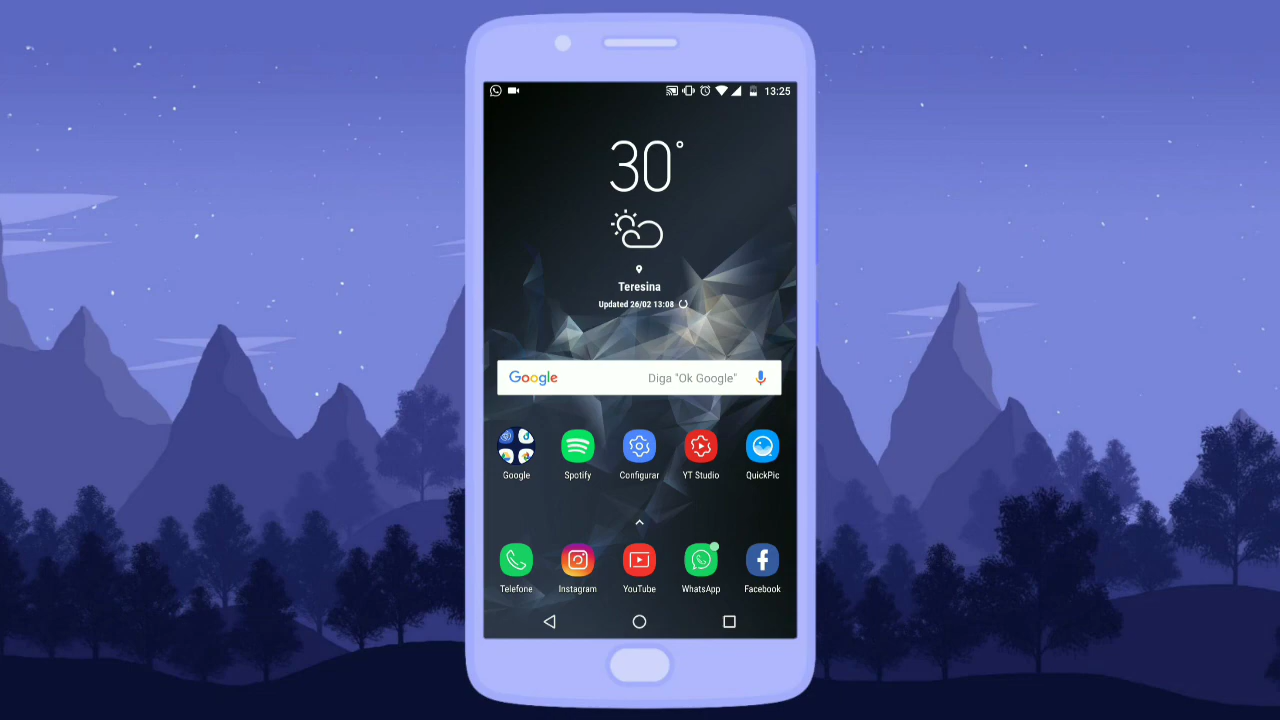 13:25
30°
Teresina
Updated 26/02 13:08
Google Diga "Ok Google"
Google Spotify Configurar YT Studio QuickPic
Telefone Instagram YouTube WhatsApp Facebook